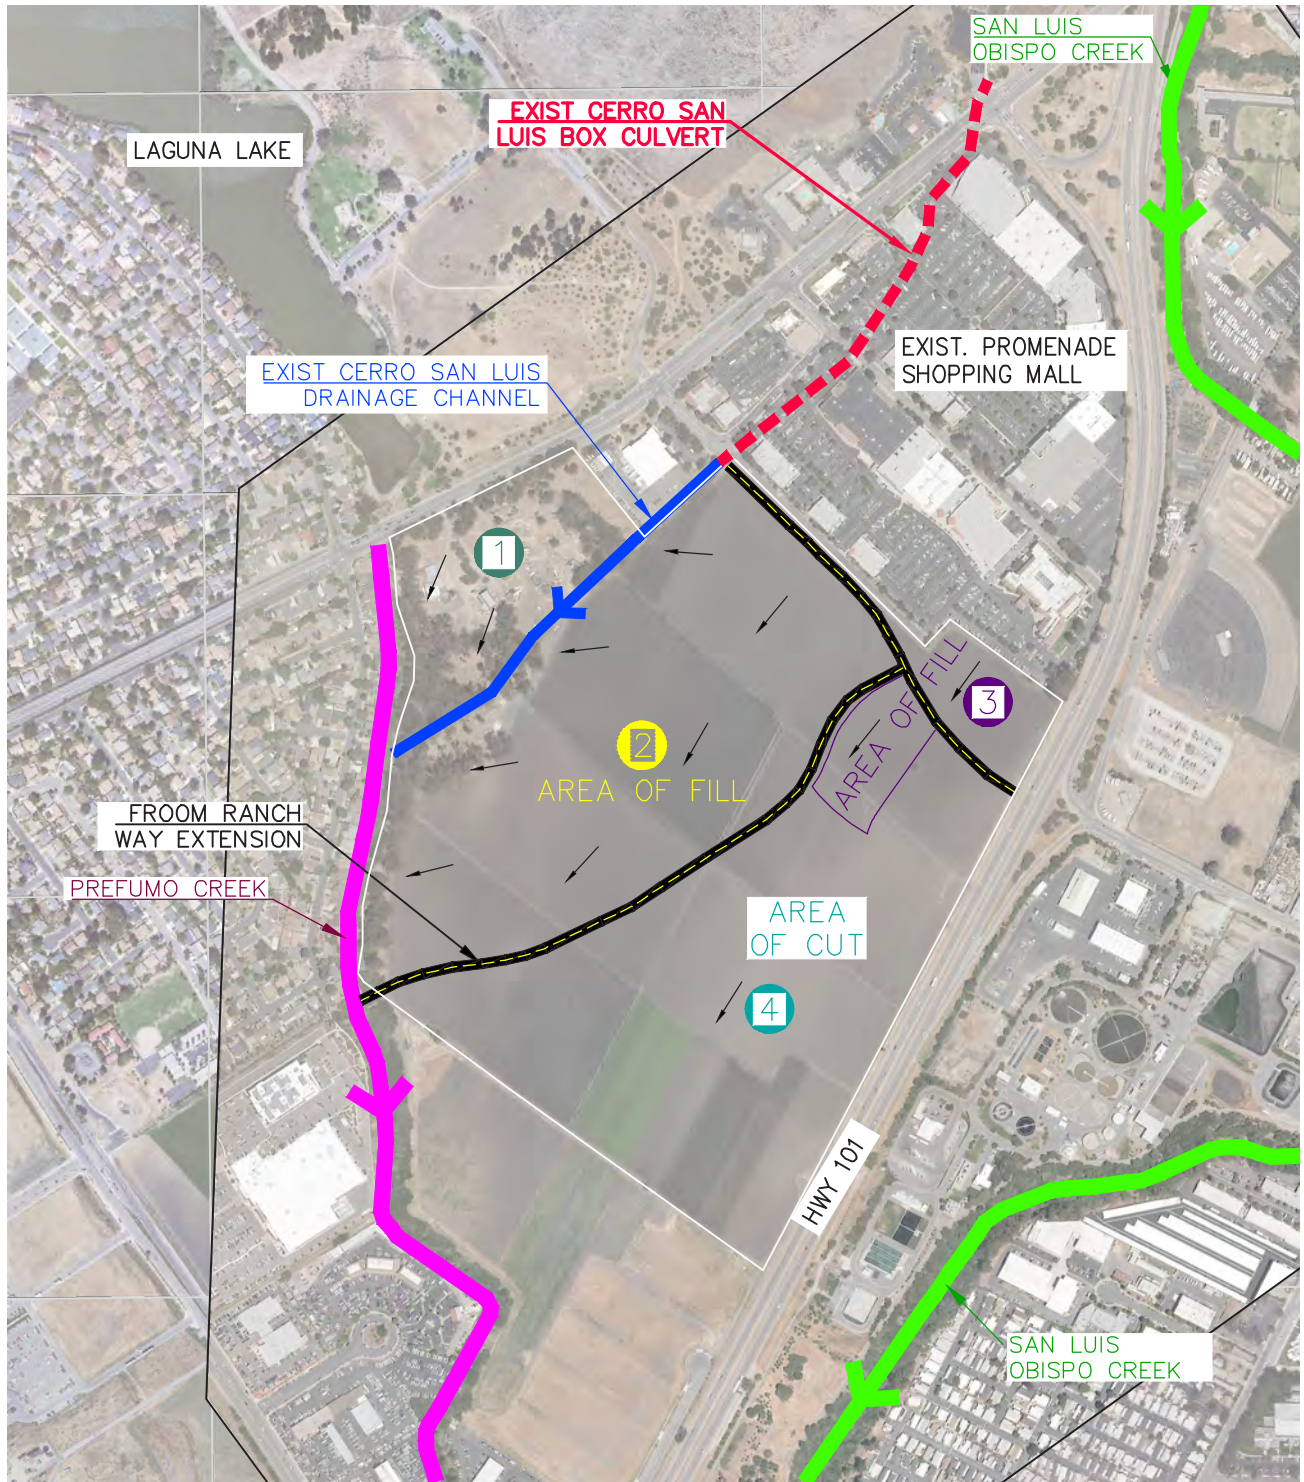 SAN LUIS
OBISPO CREEK
EXIST CERRO SAN
LUIS BOX CULVERT
LAGUNA LAKE
EXIST. PROMENADE
SHOPPING MALL
EXIST CERRO SAN LUIS
DRAINAGE CHANNEL
1
AREA OF FILL
3
2
AREA OF FILL
FROOM RANCH
WAY EXTENSION
PREFUMO CREEK
AREA
OF CUT
4
HWY 101
SAN LUIS
OBISPO CREEK